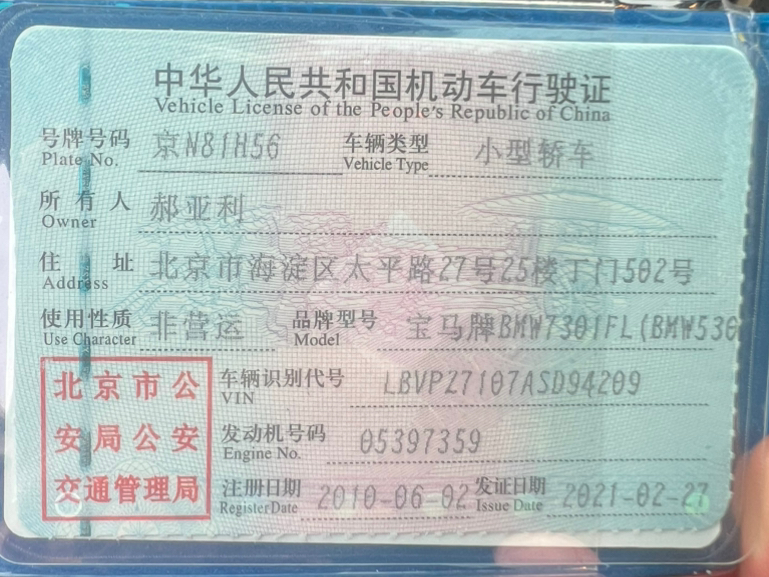 中华人民共和国机动车行驶证
Vehicle License of the People's Republic of China
号牌号码 京N81H56 车辆类型 小型轿车
Plate No. Vehicle Type
所有人 郝亚利
Owner
住址 北京市海淀区太平路27号25楼丁门502号
Address
使用性质 非营运 品牌型号 宝马牌BMW7301FL(BMW530
Use Character Model
北京市公
安局公安
交通管理局
车辆识别代号 LBVPZ7107ASD94209
VIN
发动机号码 05397359
Engine No.
注册日期 2010-06-02 发证日期 2021-02-27
Register Date Issue Date